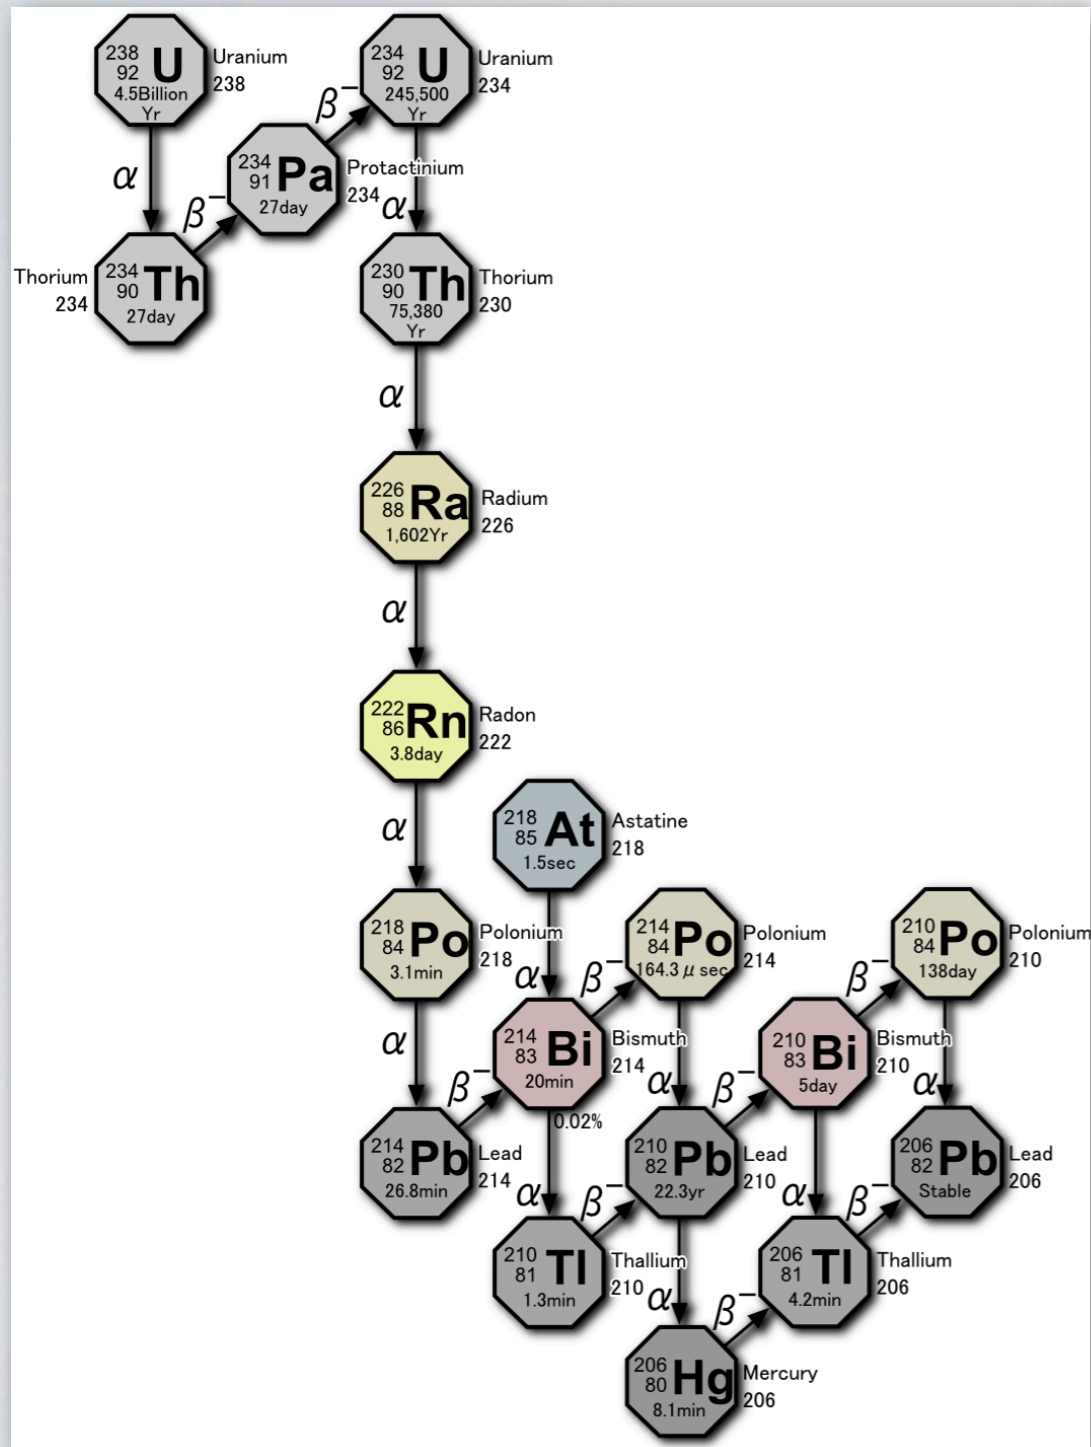 238
92 U
4.5Billion
Yr
Uranium
238
234
92 U
245,500
Yr
Uranium
234
β−
α
234
91 Pa
27day
Protactinium
234
β−
α
Thorium
234
234
90 Th
27day
230
90 Th
75,380
Yr
Thorium
230
α
226
88 Ra
1,602Yr
Radium
226
α
222
86 Rn
3.8day
Radon
222
α
218
85 At
1.5sec
Astatine
218
218
84 Po
3.1min
Polonium
218
α
β−
214
84 Po
164.3 μ sec
Polonium
214
β−
210
84 Po
138day
Polonium
210
α
β−
214
83 Bi
20min
Bismuth
214
α
β−
210
83 Bi
5day
Bismuth
210
α
0.02%
214
82 Pb
26.8min
Lead
214
α
β−
210
82 Pb
22.3yr
Lead
210
α
β−
206
82 Pb
Stable
Lead
206
210
81 Tl
1.3min
Thallium
210
α
β−
206
81 Tl
4.2min
Thallium
206
206
80 Hg
8.1min
Mercury
206